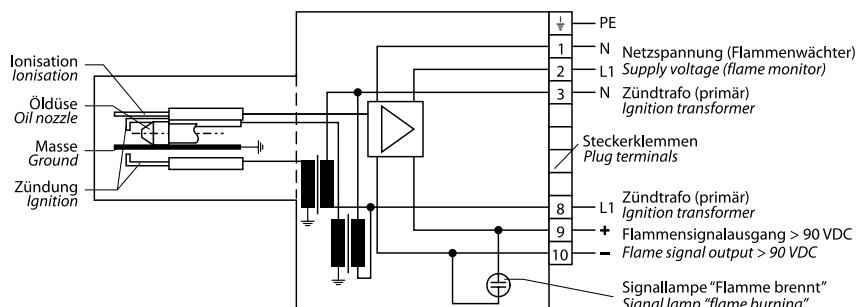 Ionisation
Ionisation
Öldüse
Oil nozzle
Masse
Ground
Zündung
Ignition
PE
1 N Netzspannung (Flammenwächter)
2 L1 Supply voltage (flame monitor)
3 N Zündtrafo (primär)
Ignition transformer
Steckerklemmen
Plug terminals
Zündtrafo (primär)
8 L1 Ignition transformer
9 + Flammensignalausgang > 90 VDC
10 – Flame signal output > 90 VDC
Signallampe "Flamme brennt"
Signal lamp "flame burning"